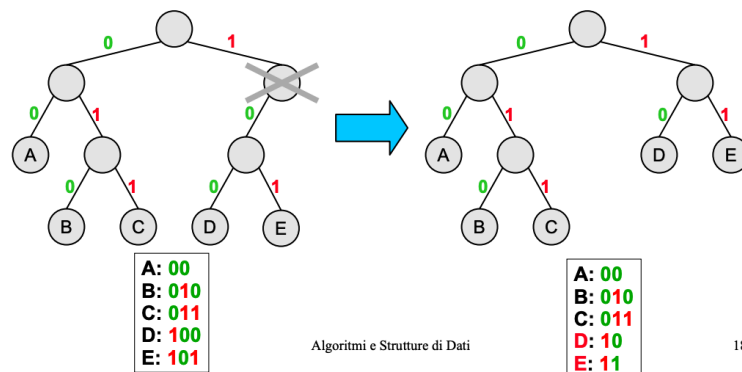 0 1
0 1 0
A
0 1 0 1
B C D E
A: 00
B: 010
C: 011
D: 100
E: 101
0 1
0 1 0 1
A D E
0 1
B C
A: 00
B: 010
C: 011
D: 10
E: 11
Algoritmi e Strutture di Dati
18